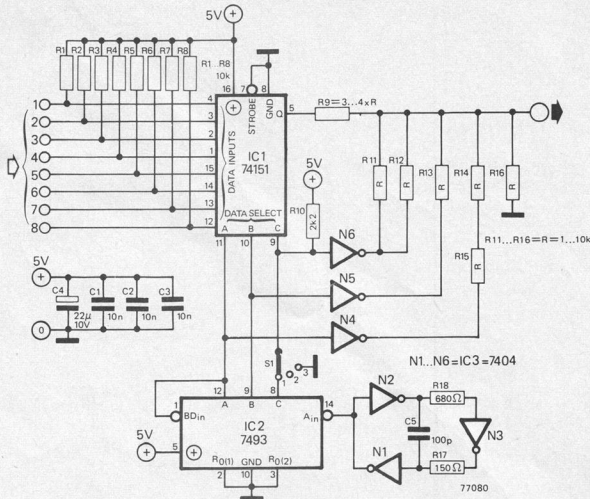 5V
R1 R2 R3 R4 R5 R6 R7 R8
R1...R8
10k
16 7 8
STROBE
GND
1 2 3 4 5 6 7 8
4 3 2 1 15 14 13 12
DATA INPUTS
IC1
74151
Q 5
R9=3...4xR
DATA SELECT
A B C
11 10 9
5V
R10
2k2
R11 R12 R13 R14 R16
R R R R R
R15
R
R11...R16=R=1...10k
N6
N5
N4
5V
C4 C1 C2 C3
22µ
10V
10n 10n 10n
0
S1
1 2 3
N1...N6=IC3=7404
12 9 8
A B C
1
BDin
Ain
14
IC2
7493
5V
5
R0(1) GND R0(2)
2 10 3
N2
R18
680Ω
C5
100p
N3
N1
R17
150Ω
77080